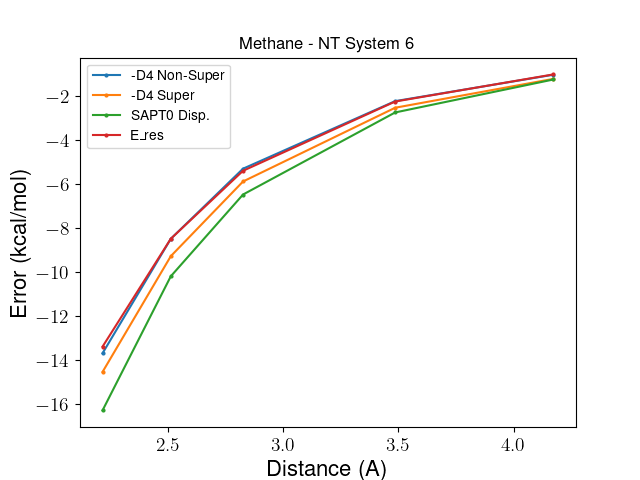 Methane - NT System 6
-D4 Non-Super
-D4 Super
SAPT0 Disp.
E_res
Error (kcal/mol)
−2
−4
−6
−8
−10
−12
−14
−16
2.5 3.0 3.5 4.0
Distance (A)